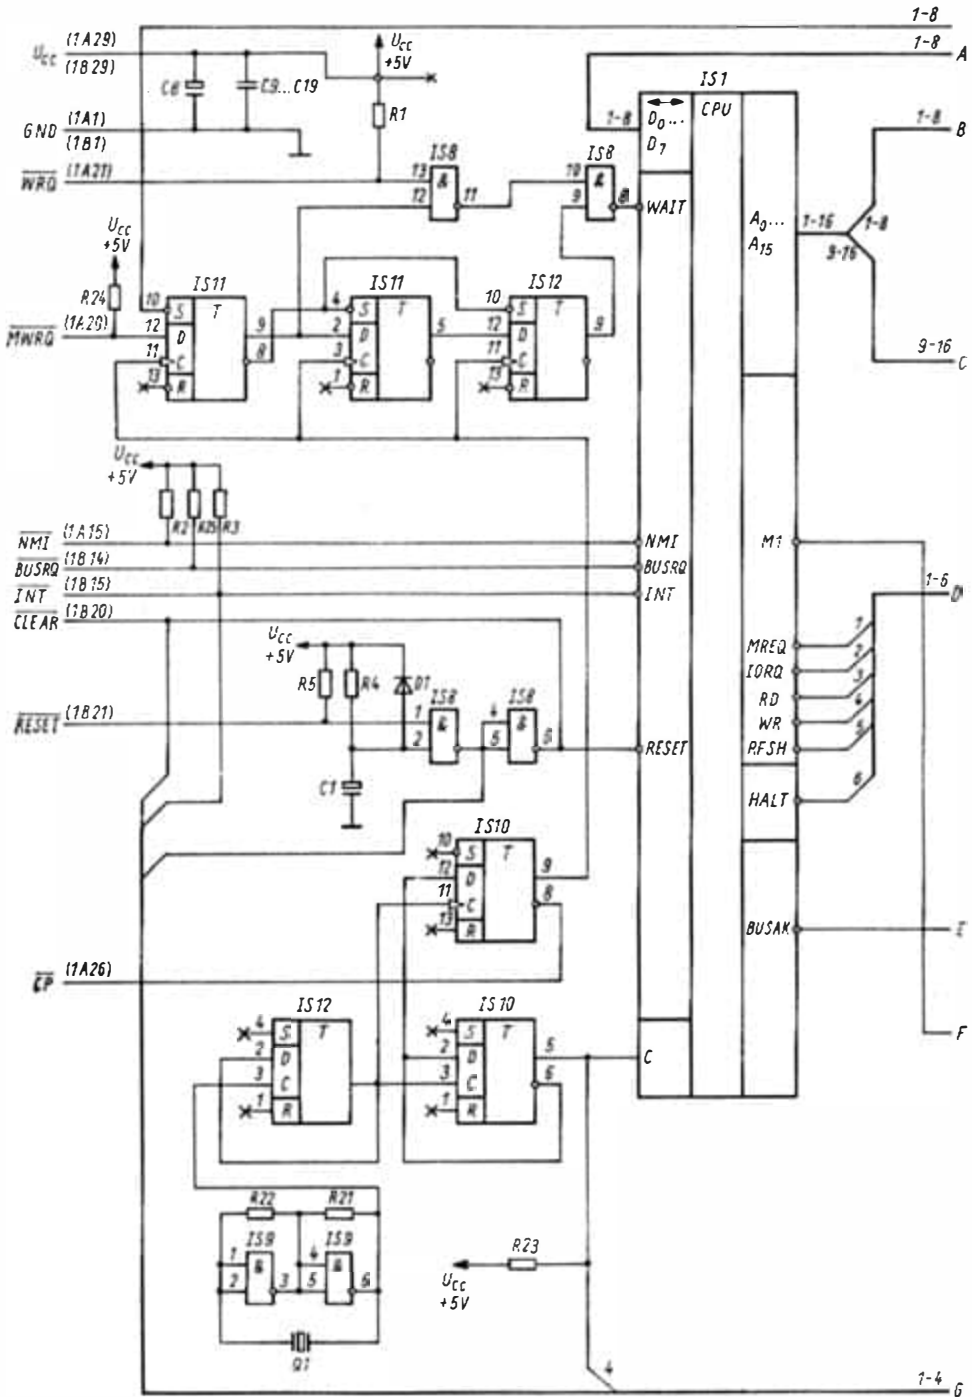 1-8
U_CC (1A29) (1B29)
U_CC +5V
1-8 A
C8 C9...C19
IS1
GND (1A1) (1B1)
R1
1-8 D0... D7 CPU
1-8 B
WRQ (1A21)
13 IS8 & 12 11
10 IS8 & 9 8 WAIT
A0... A15 1-16 1-8 9-16
U_CC +5V
R24
IS11 IS11 IS12
10 S T 4 S T 10 S T
MWRQ (1A20) 12 D 9 2 D 5 12 D 9
11 C 8 3 C 11 C
13 R 1 R 13 R
9-16 C
U_CC +5V
R2 R25 R3
NMI (1A15) NMI M1
BUSRQ (1B14) BUSRQ
INT (1B15) INT
CLEAR (1B20)
1-6 D
U_CC +5V
MREQ 1
R5 R4 D1 IORQ 2
IS8 IS8 RD 3
RESET (1B21) 1 & 4 & WR 4
2 5 6 RESET RFSH 5
C1 HALT 6
IS10
10 S T
12 D 9
11 C 8
13 R
BUSAK E
CP (1A26)
IS12 IS10
4 S T 4 S T F
2 D 2 D 5 C
3 C 3 C 6
1 R 1 R
R22 R21
IS9 IS9
1 & 4 &
2 3 5 6
R23
U_CC +5V
Q1
4 1-4 G